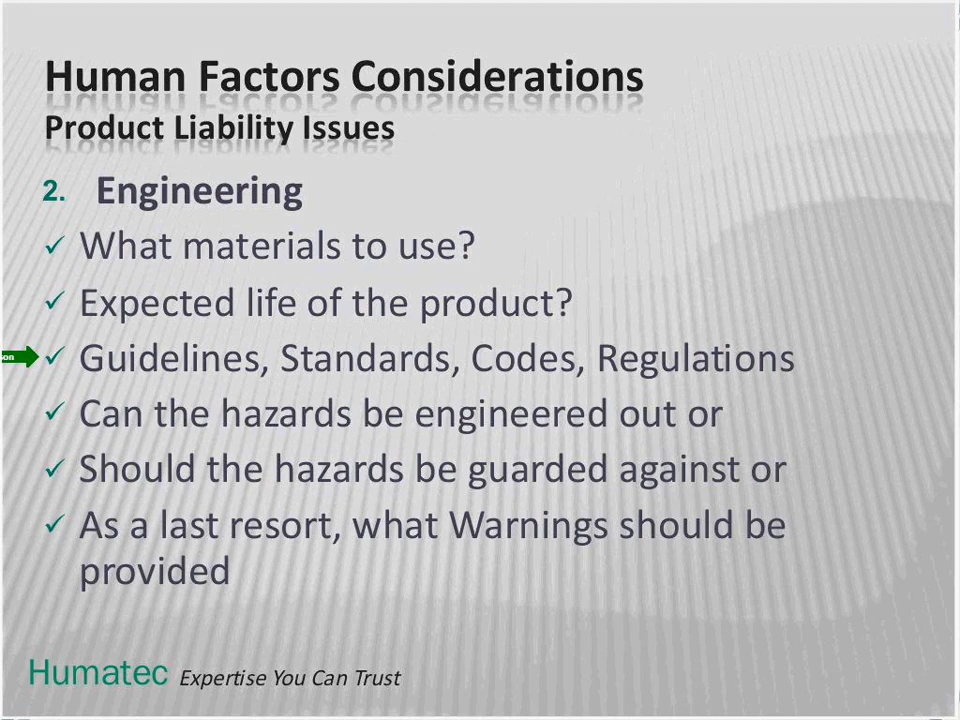 Human Factors Considerations
Product Liability Issues
2. Engineering
✓ What materials to use?
✓ Expected life of the product?
son
✓ Guidelines, Standards, Codes, Regulations
✓ Can the hazards be engineered out or
✓ Should the hazards be guarded against or
✓ As a last resort, what Warnings should be
provided
Humatec Expertise You Can Trust